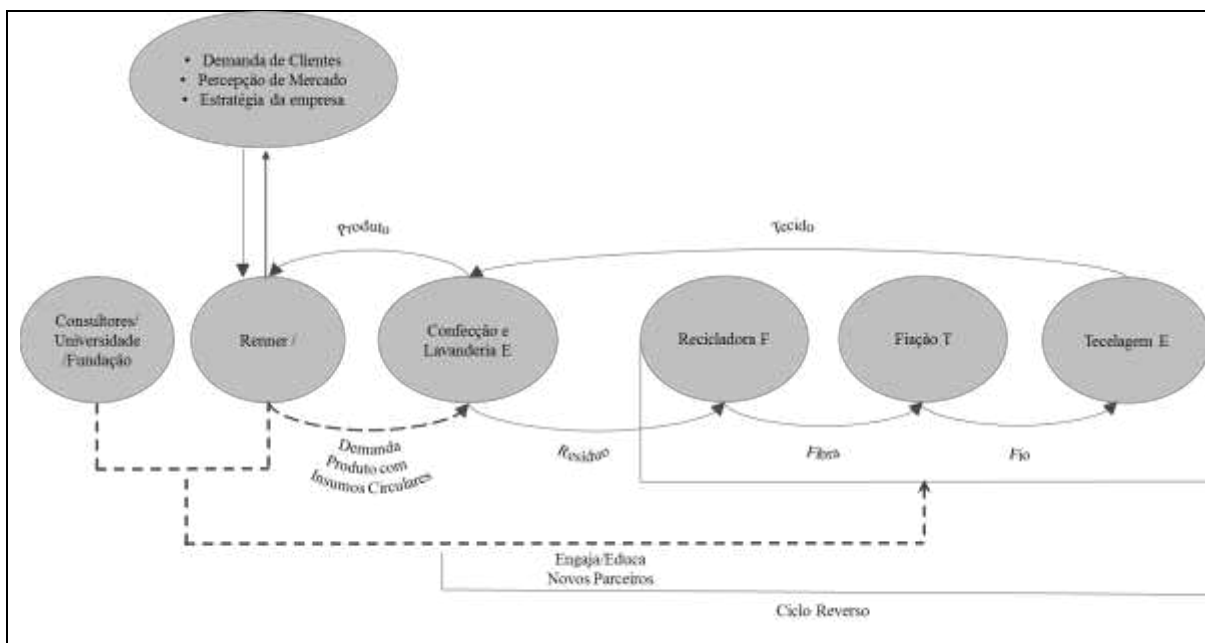 • Demanda de Clientes
• Percepção de Mercado
• Estratégia da empresa
Produto
Tecido
Consultores/
Universidade
/Fundação
Renner /
Confecção e
Lavanderia E
Recicladora F
Fiação T
Tecelagem E
Demanda
Produto com
Insumos Circulares
Resíduo
Fibra
Fio
Engaja/Educa
Novos Parceiros
Ciclo Reverso